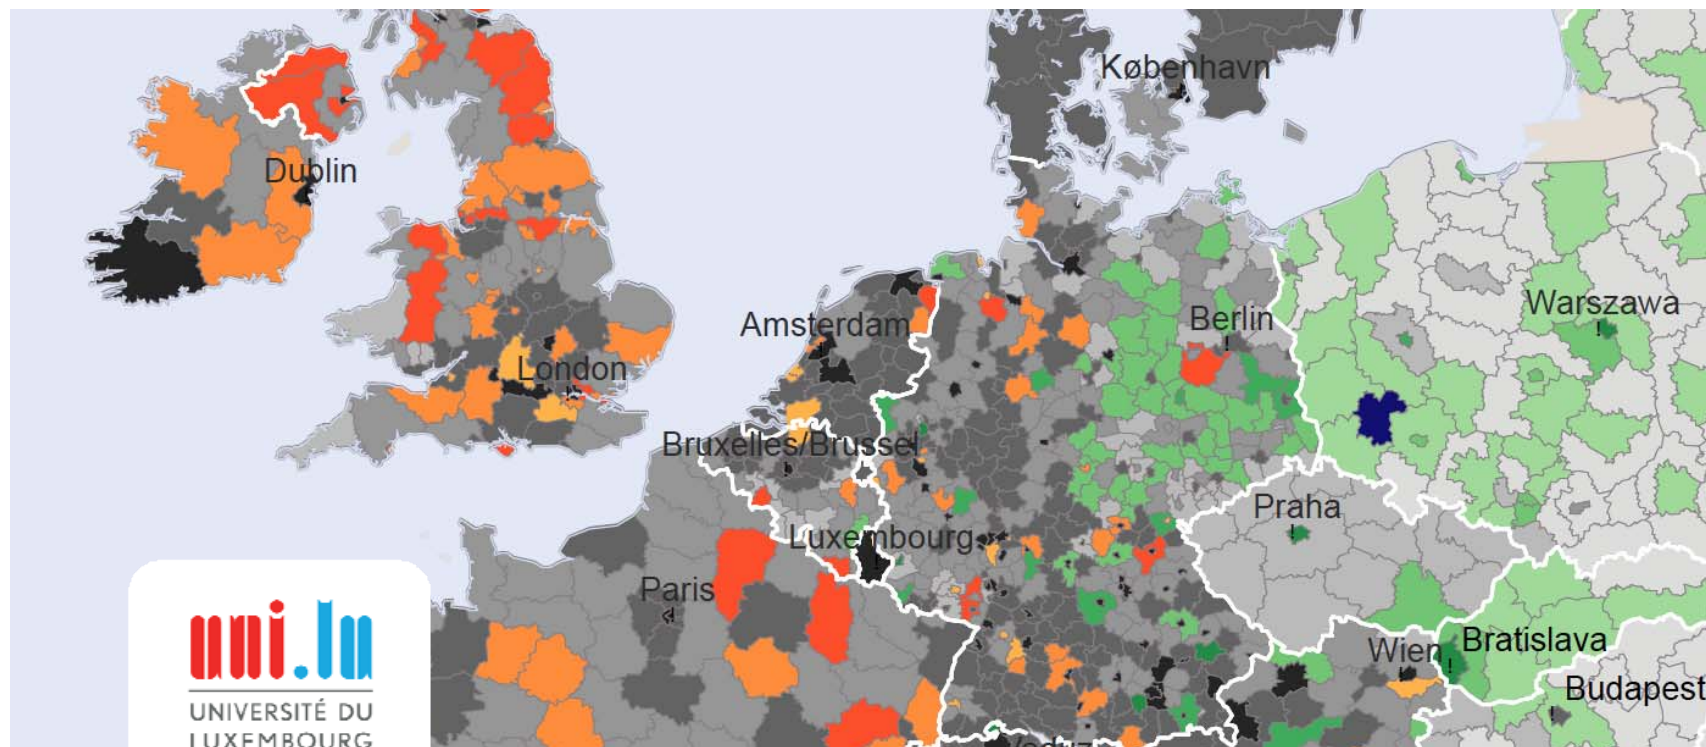 København
Dublin
Warszawa
Amsterdam
Berlin
London
Bruxelles/Brussel
Praha
Luxembourg
Paris
Bratislava
Wien
Budapest
Vaduz
uni.lu
UNIVERSITÉ DU
LUXEMBOURG